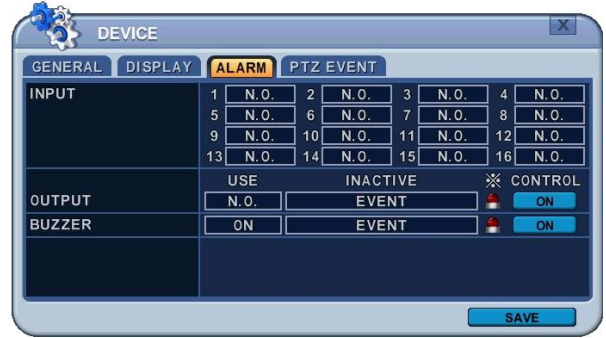 DEVICE X
GENERAL DISPLAY ALARM PTZ EVENT
INPUT 1 N.O. 2 N.O. 3 N.O. 4 N.O.
5 N.O. 6 N.O. 7 N.O. 8 N.O.
9 N.O. 10 N.O. 11 N.O. 12 N.O.
13 N.O. 14 N.O. 15 N.O. 16 N.O.
USE INACTIVE ※ CONTROL
OUTPUT N.O. EVENT ON
BUZZER ON EVENT ON
SAVE